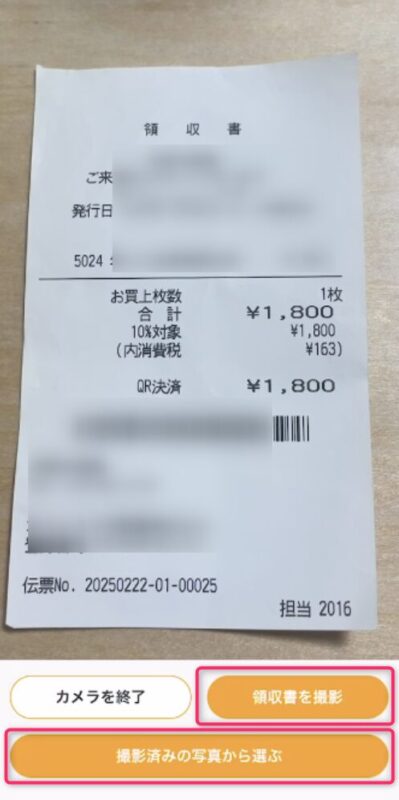 領 収 書
ご来
発行日
5024
お買上枚数 1枚
合 計 ¥1,800
10%対象 ¥1,800
(内消費税 ¥163)
QR決済 ¥1,800
伝票No. 20250222-01-00025
担当 2016
カメラを終了
領収書を撮影
撮影済みの写真から選ぶ